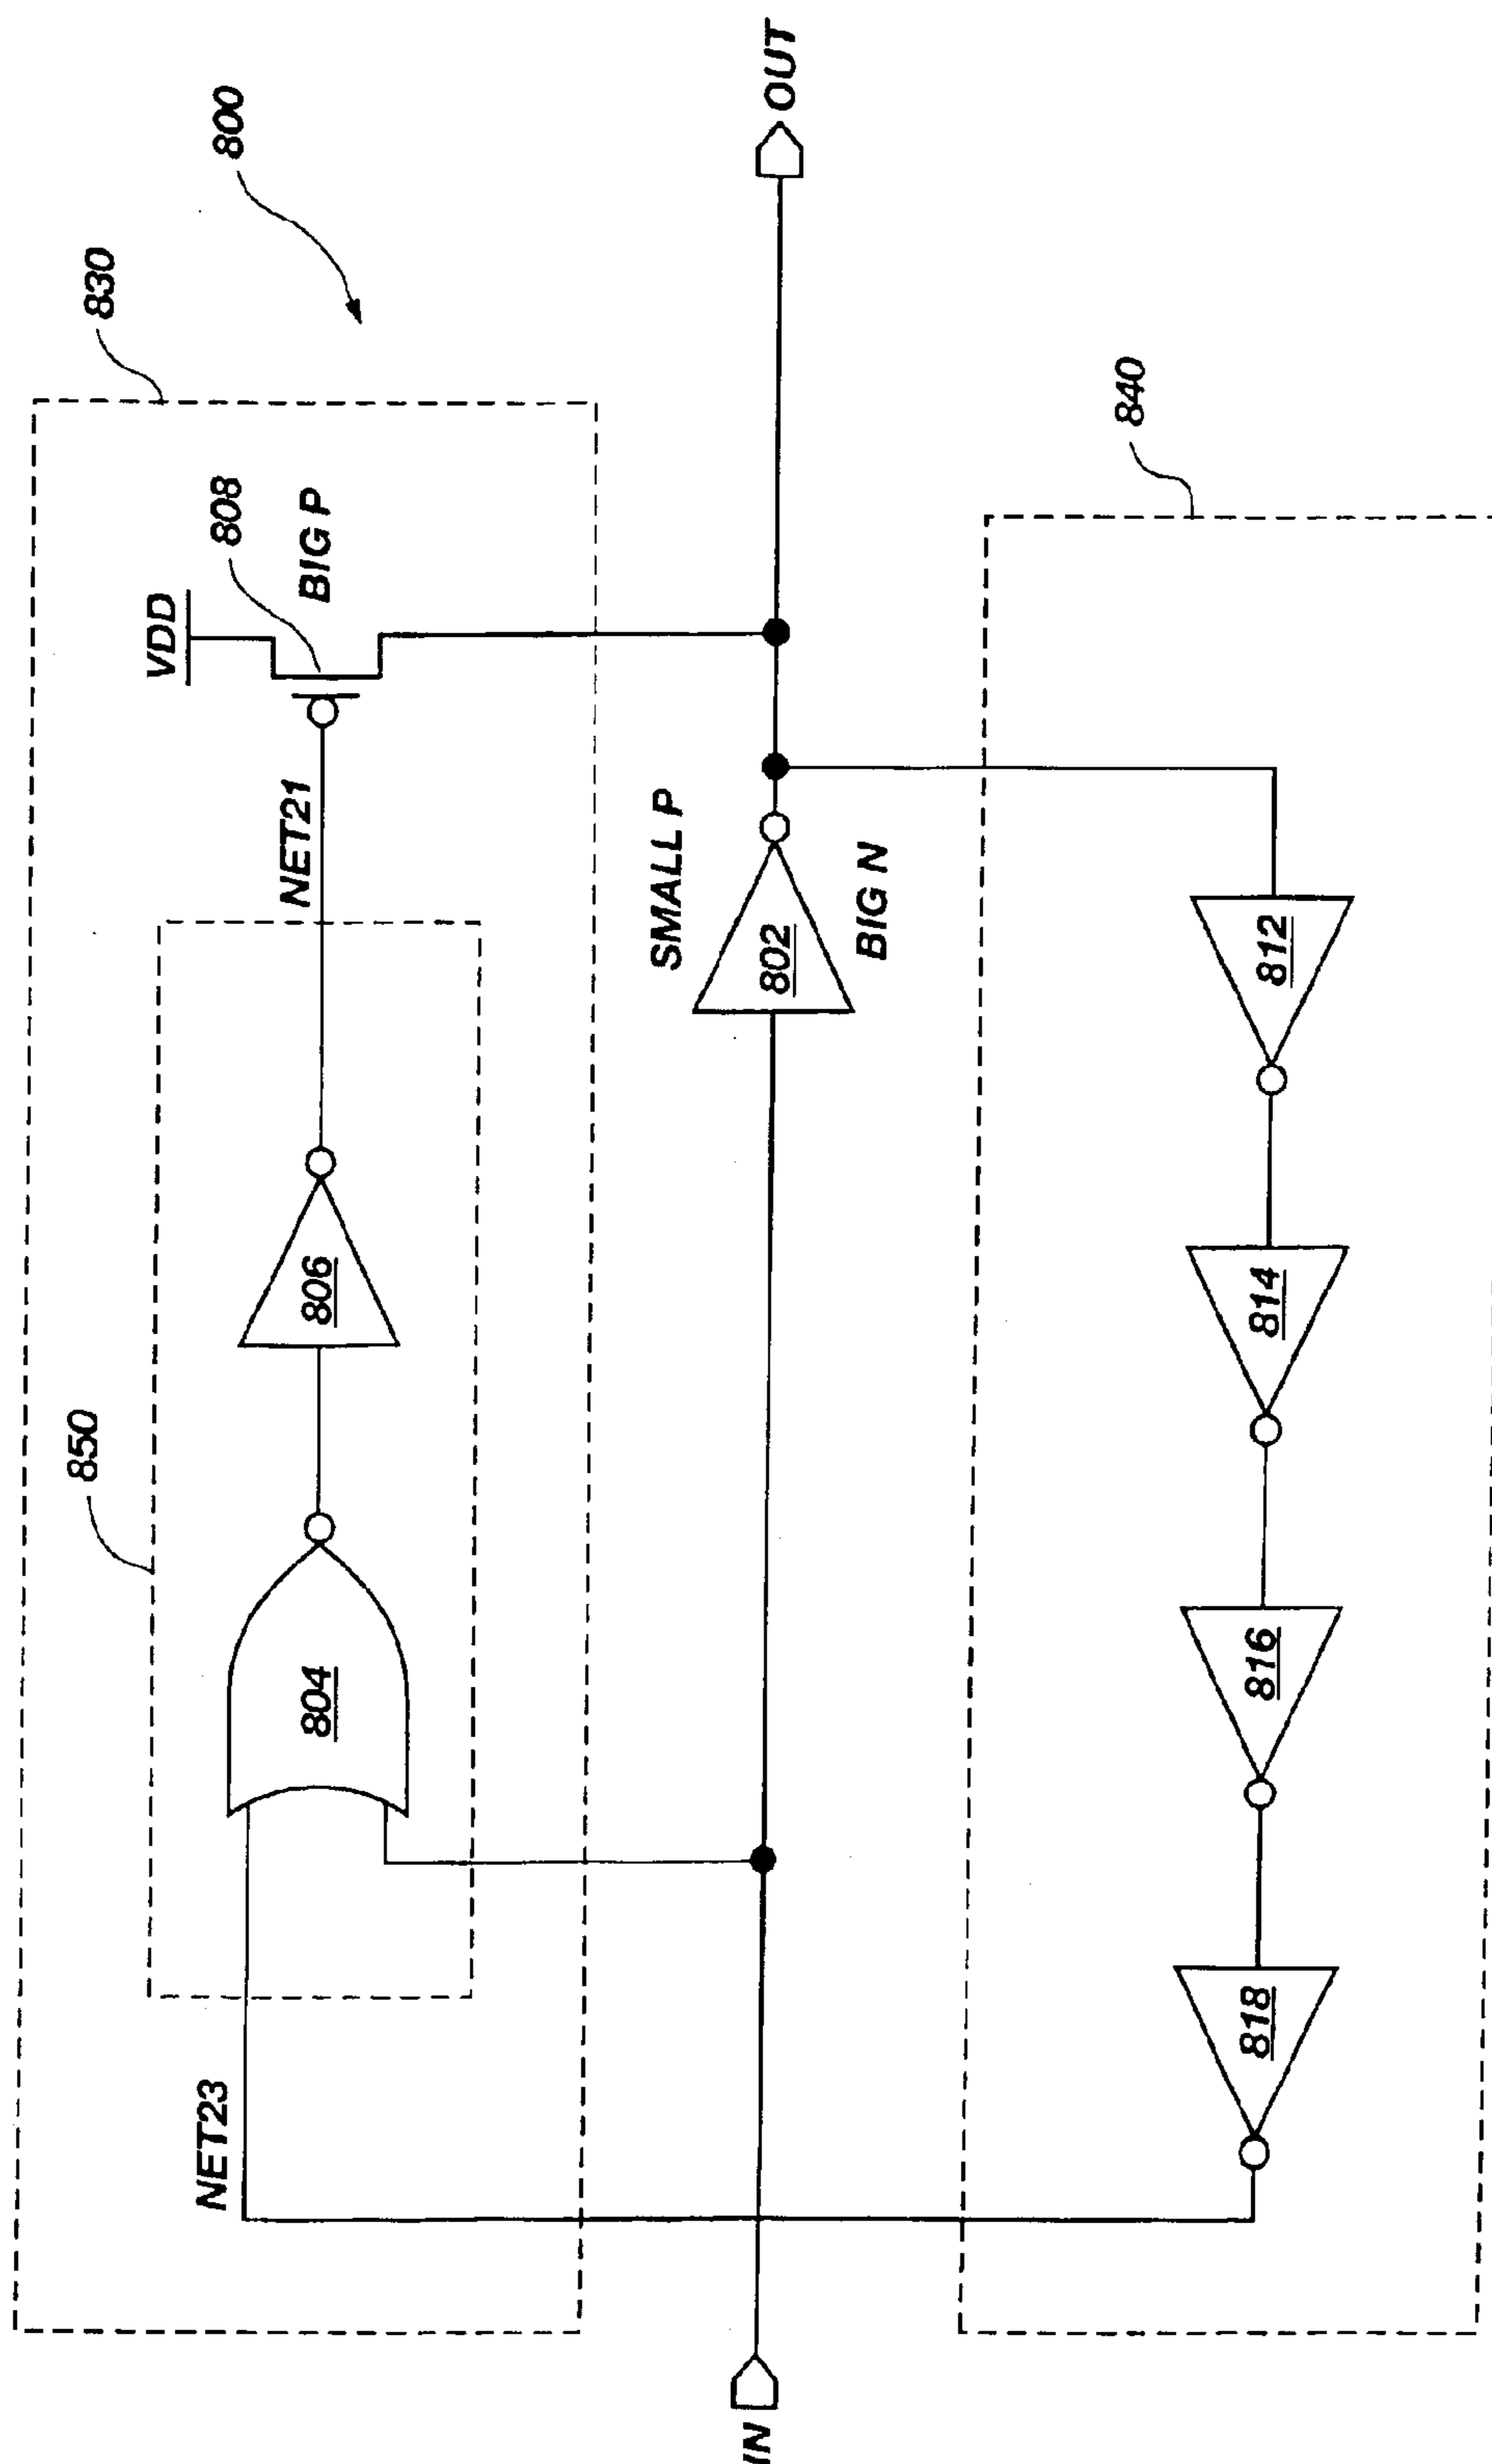 800
830
850
VDD
808
BIG P
NET21
806
804
NET23
IN
SMALL P
802
BIG N
OUT
840
812
814
816
818